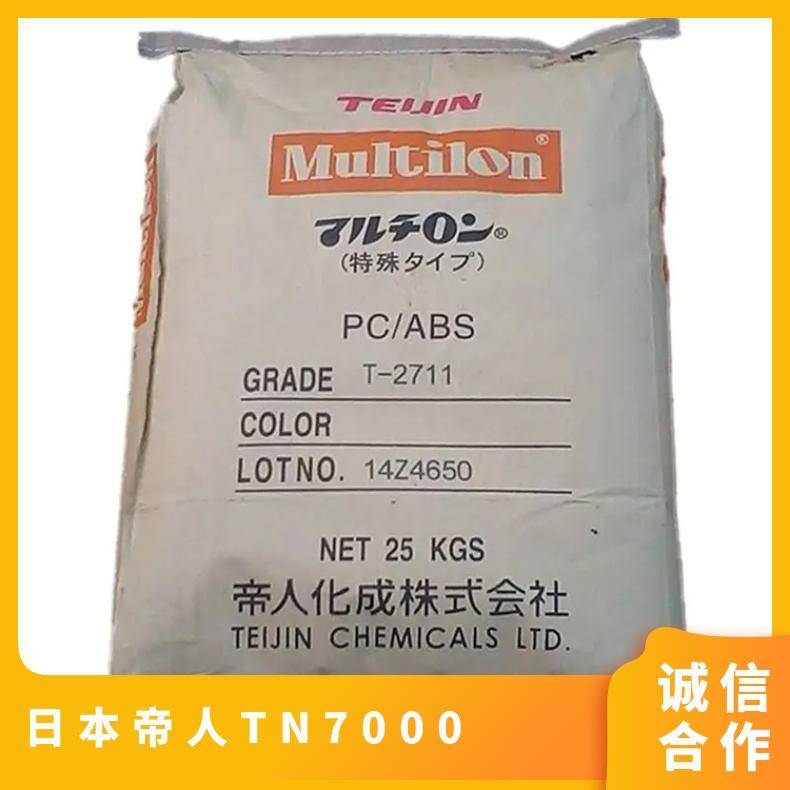 TEIJIN
Multilon®
マルチロン®
(特殊タイプ)
PC/ABS
GRADE T-2711
COLOR
LOTNO. 14Z4650
NET 25 KGS
帝人化成株式会社
TEIJIN CHEMICALS LTD.
日本帝人TN7000
诚信
合作